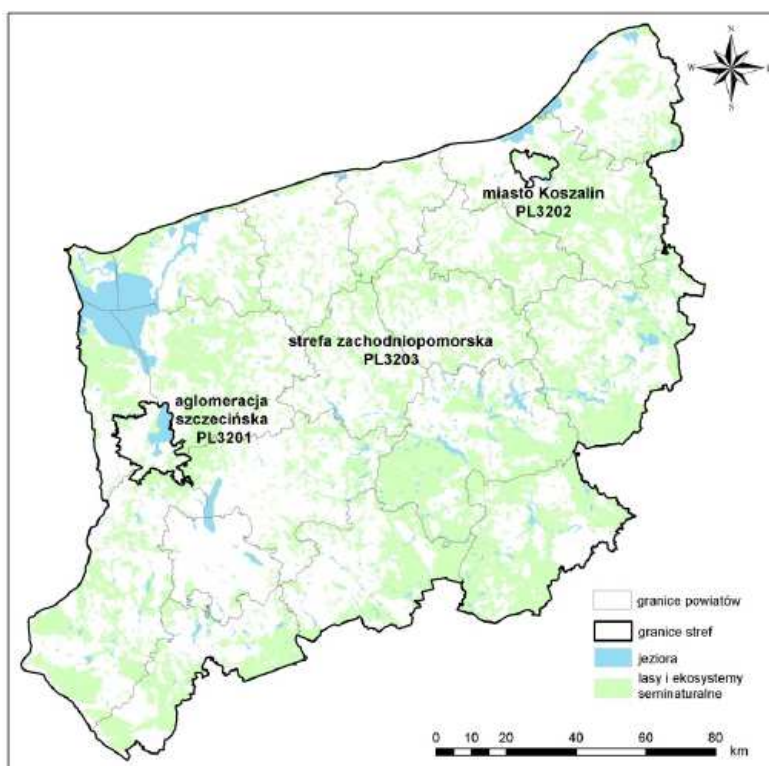 N
W
E
S
miasto Koszalin
PL3202
strefa zachodniopomorska
PL3203
aglomeracja
szczecińska
PL3201
granice powiatów
granice stref
jeziora
lasy i ekosystemy
seminaturalne
0 10 20 40 60 80
km